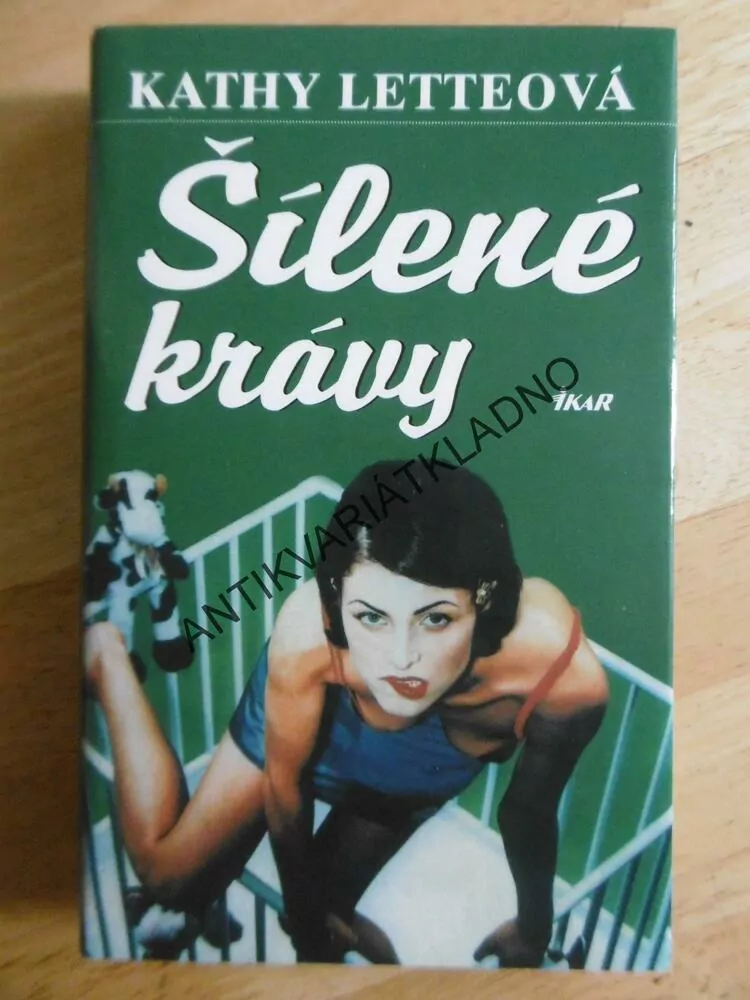 KATHY LETTEOVÁ
Šílené
krávy
IKAR
ANTIKVARIÁTKLADNO